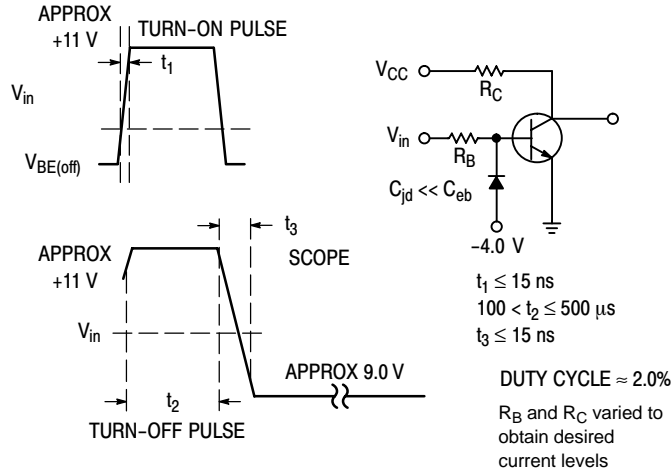 APPROX
+11 V
TURN-ON PULSE
t1
Vin
VBE(off)
t3
APPROX
+11 V
SCOPE
Vin
APPROX 9.0 V
t2
TURN-OFF PULSE
VCC
RC
Vin
RB
Cjd << Ceb
-4.0 V
t1 ≤ 15 ns
100 < t2 ≤ 500 μs
t3 ≤ 15 ns
DUTY CYCLE ≈ 2.0%
RB and RC varied to
obtain desired
current levels